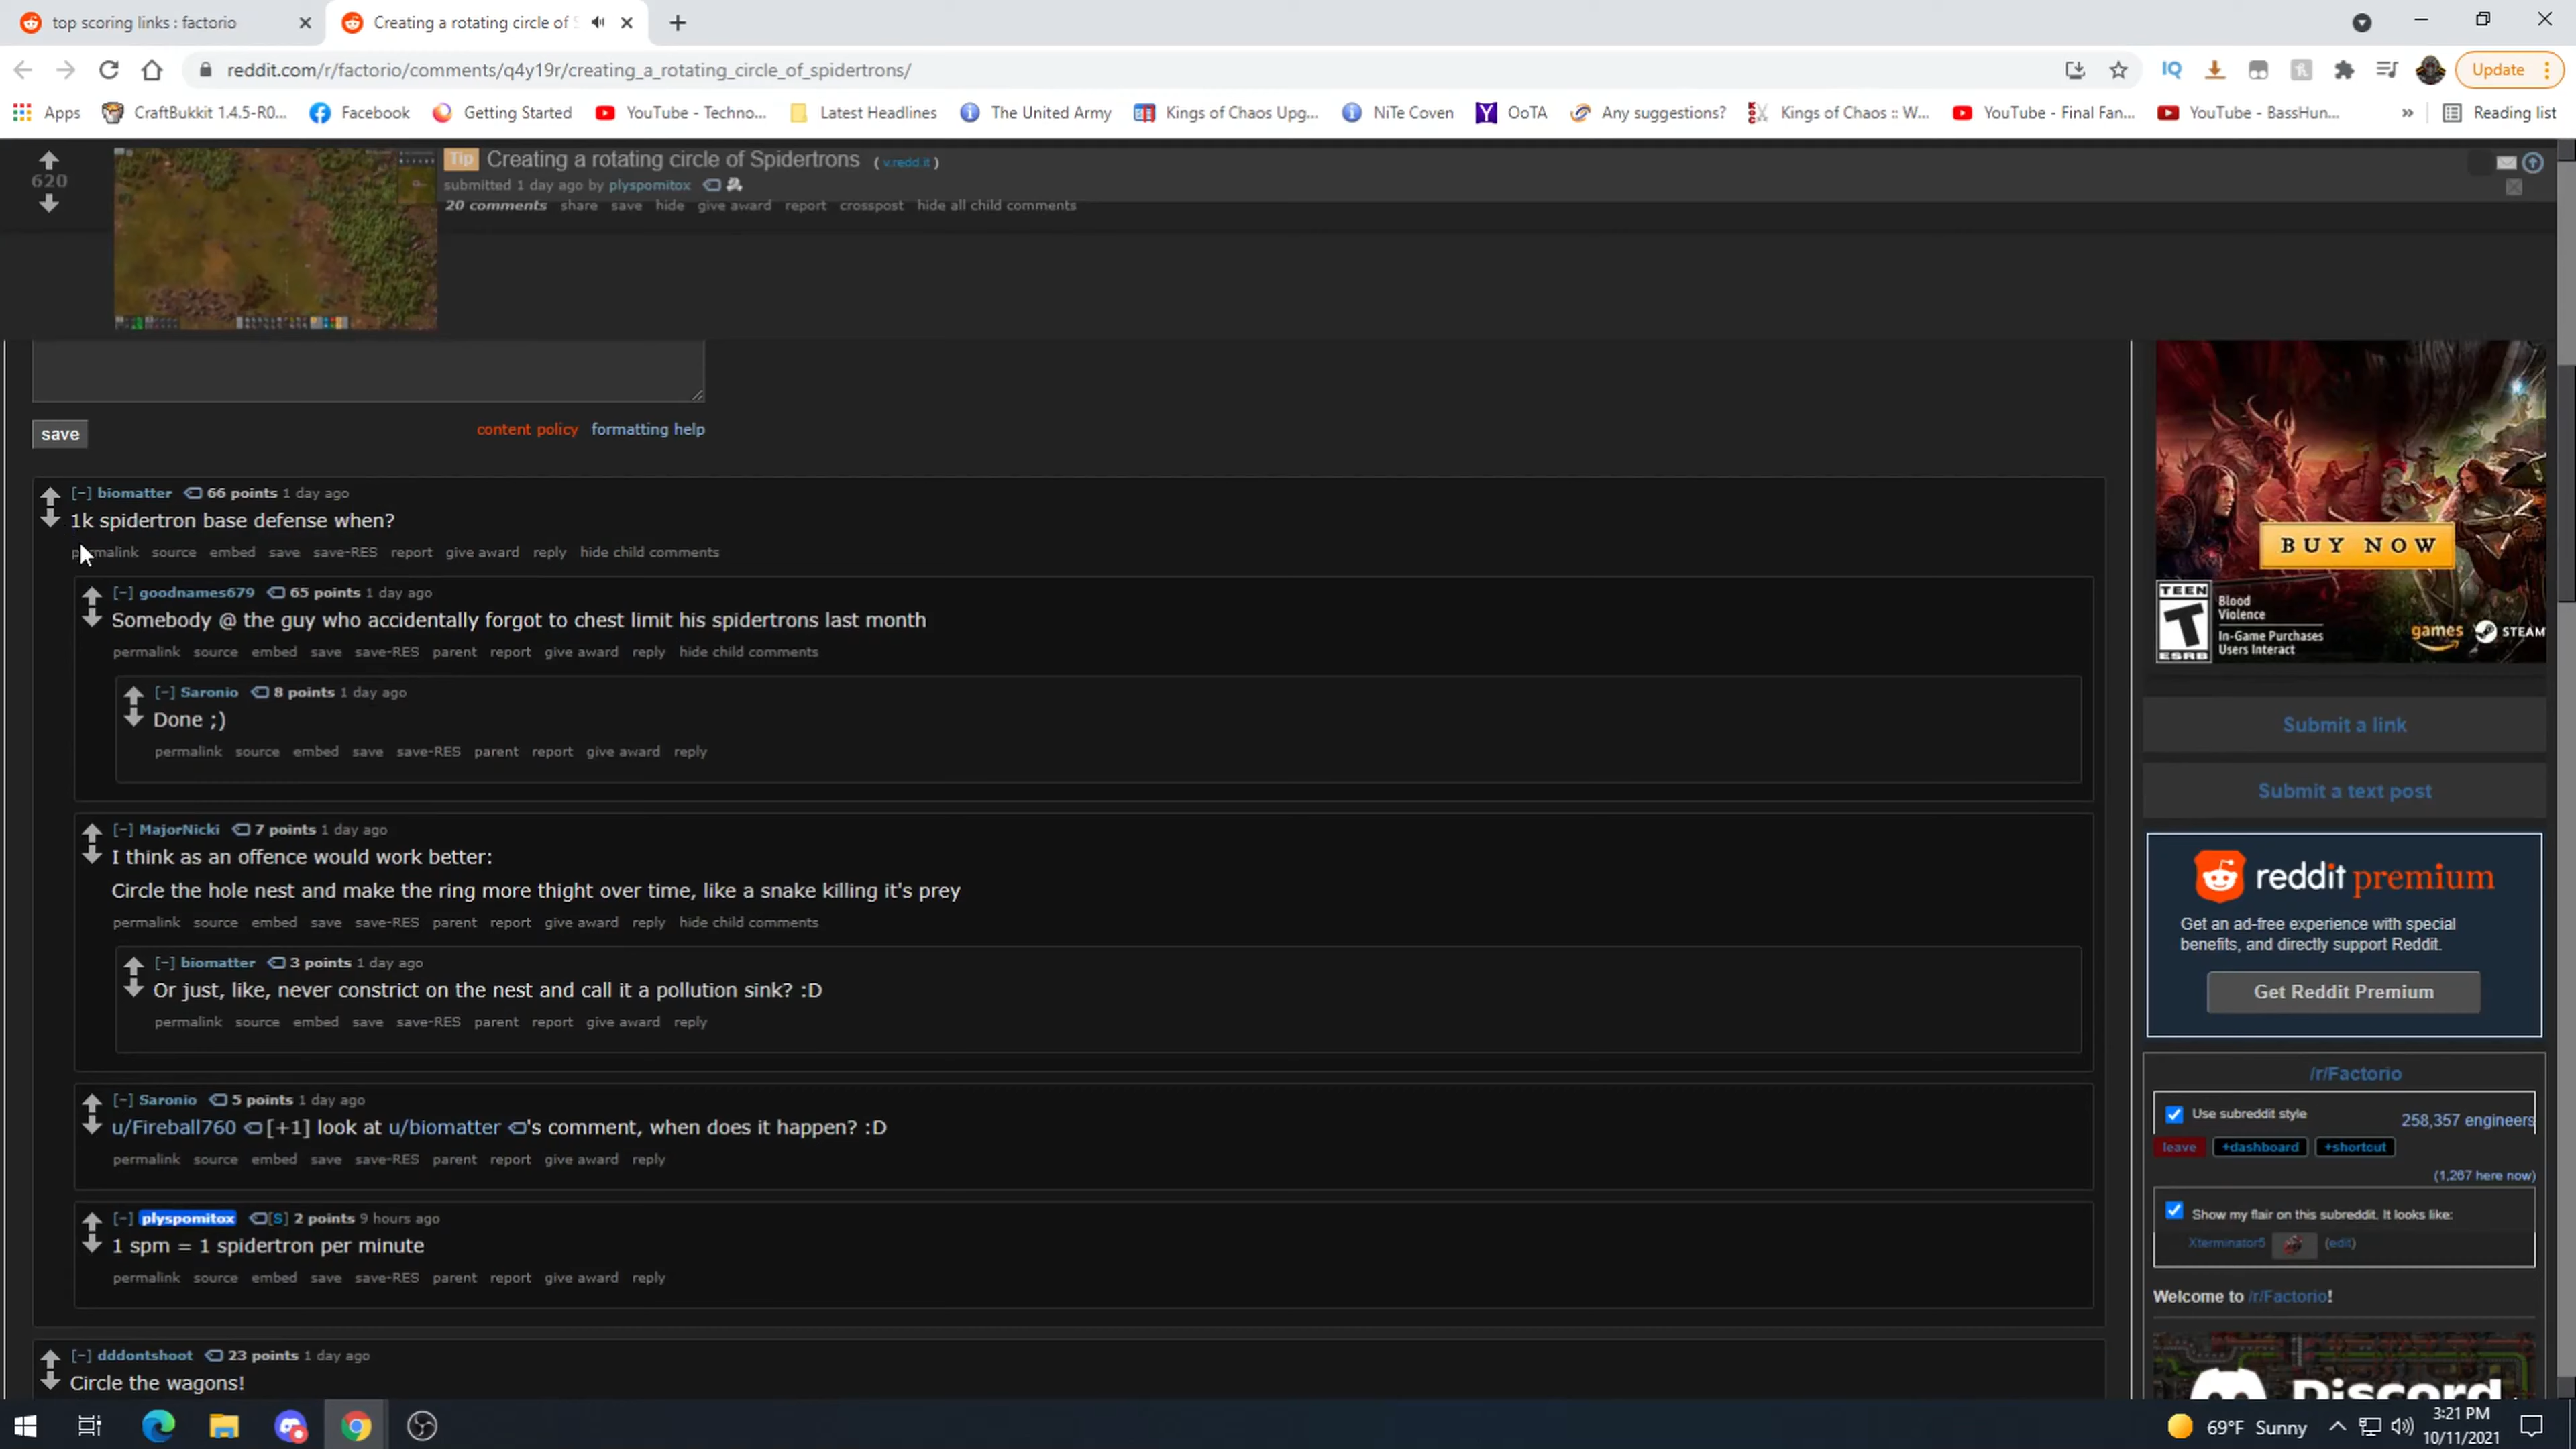 top scoring links : factorio
Creating a rotating circle of
reddit.com/r/factorio/comments/q4y19r/creating_a_rotating_circle_of_spidertrons/
IQ
Update
Apps
CraftBukkit 1.4.5-R0...
Facebook
Getting Started
YouTube - Techno...
Latest Headlines
The United Army
Kings of Chaos Upg...
NiTe Coven
OoTA
Any suggestions?
Kings of Chaos :: W...
YouTube - Final Fan...
YouTube - BassHun...
»
Reading list
620
Tip Creating a rotating circle of Spidertrons (v.redd.it)
submitted 1 day ago by plyspomitox
20 comments share save hide give award report crosspost hide all child comments
save
content policy formatting help
[-] biomatter 66 points 1 day ago
1k spidertron base defense when?
permalink source embed save save-RES report give award reply hide child comments
[-] goodnames679 65 points 1 day ago
Somebody @ the guy who accidentally forgot to chest limit his spidertrons last month
permalink source embed save save-RES parent report give award reply hide child comments
[-] Saronio 8 points 1 day ago
Done ;)
permalink source embed save save-RES parent report give award reply
[-] MajorNicki 7 points 1 day ago
I think as an offence would work better:
Circle the hole nest and make the ring more thight over time, like a snake killing it's prey
permalink source embed save save-RES parent report give award reply hide child comments
[-] biomatter 3 points 1 day ago
Or just, like, never constrict on the nest and call it a pollution sink? :D
permalink source embed save save-RES parent report give award reply
[-] Saronio 5 points 1 day ago
u/Fireball760 [+1] look at u/biomatter 's comment, when does it happen? :D
permalink source embed save save-RES parent report give award reply
[-] plyspomitox [S] 2 points 9 hours ago
1 spm = 1 spidertron per minute
permalink source embed save save-RES parent report give award reply
[-] dddontshoot 23 points 1 day ago
Circle the wagons!
BUY NOW
TEEN
T
ESRB
Blood
Violence
In-Game Purchases
Users Interact
games
STEAM
Submit a link
Submit a text post
reddit premium
Get an ad-free experience with special
benefits, and directly support Reddit.
Get Reddit Premium
/r/Factorio
Use subreddit style
258,357 engineers
leave +dashboard +shortcut
(1,267 here now)
Show my flair on this subreddit. It looks like:
Xterminator5 (edit)
Welcome to /r/Factorio!
Discord
69°F Sunny
3:21 PM
10/11/2021